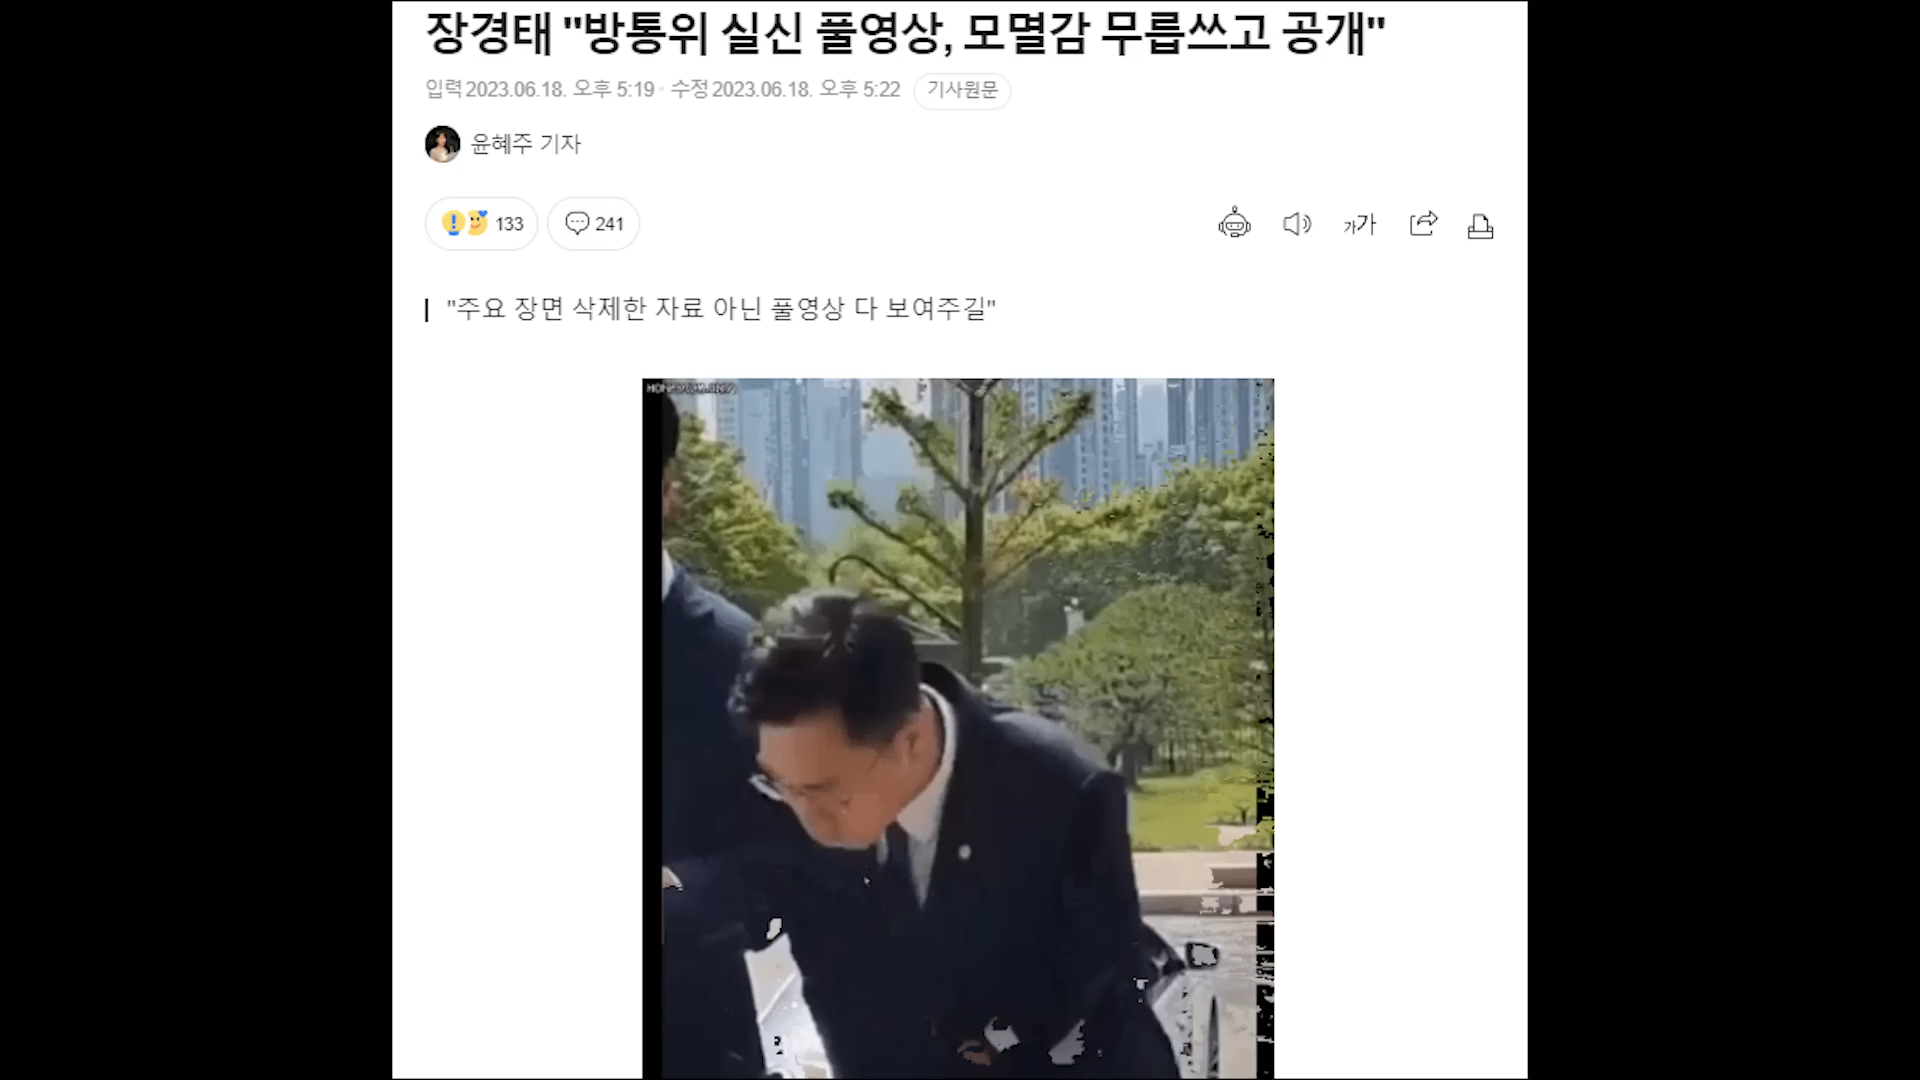 장경태 "방통위 실신 풀영상, 모멸감 무릅쓰고 공개"
입력 2023.06.18. 오후 5:19 · 수정 2023.06.18. 오후 5:22 기사원문
윤혜주 기자
133 241 가가
"주요 장면 삭제한 자료 아닌 풀영상 다 보여주길"